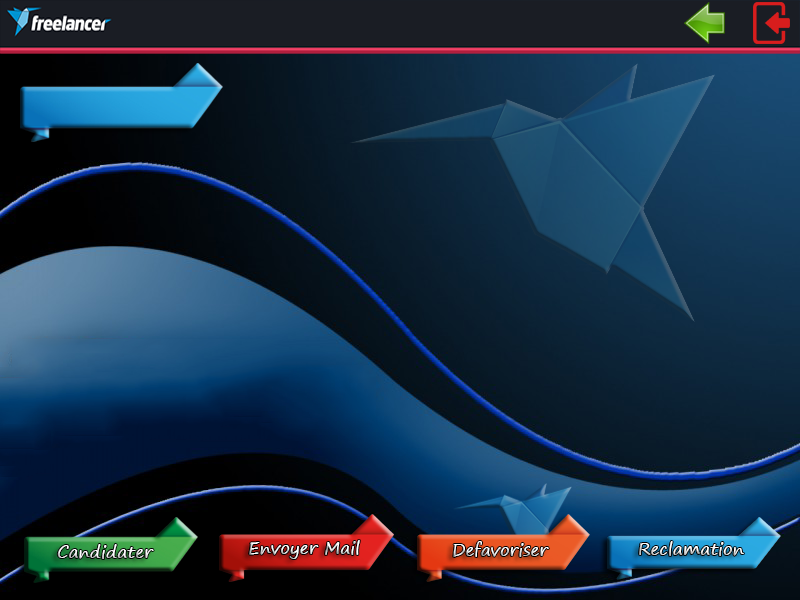 freelancer
Candidater
Envoyer Mail
Defavoriser
Reclamation